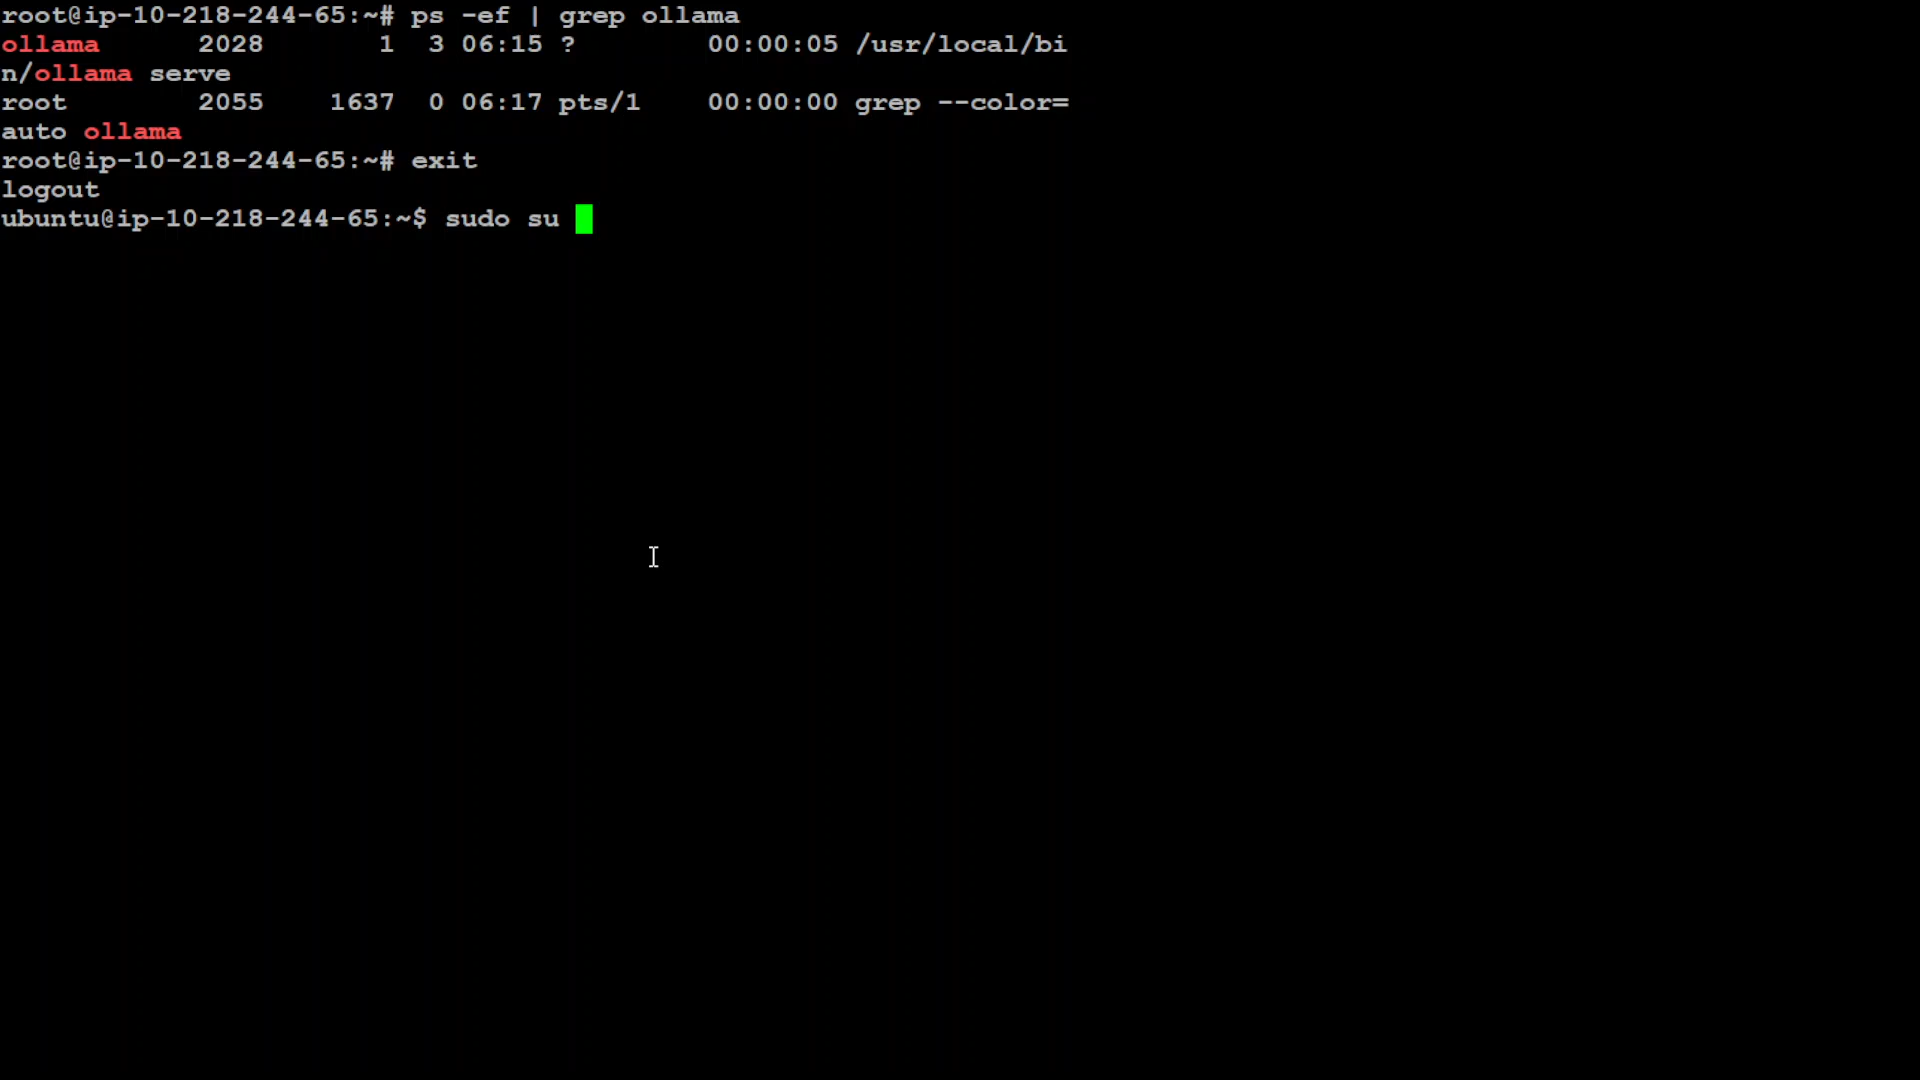 root@ip-10-218-244-65:~# ps -ef | grep ollama
ollama      2028       1  3 06:15 ?        00:00:05 /usr/local/bi
n/ollama serve
root        2055    1637  0 06:17 pts/1    00:00:00 grep --color=
auto ollama
root@ip-10-218-244-65:~# exit
logout
ubuntu@ip-10-218-244-65:~$ sudo su